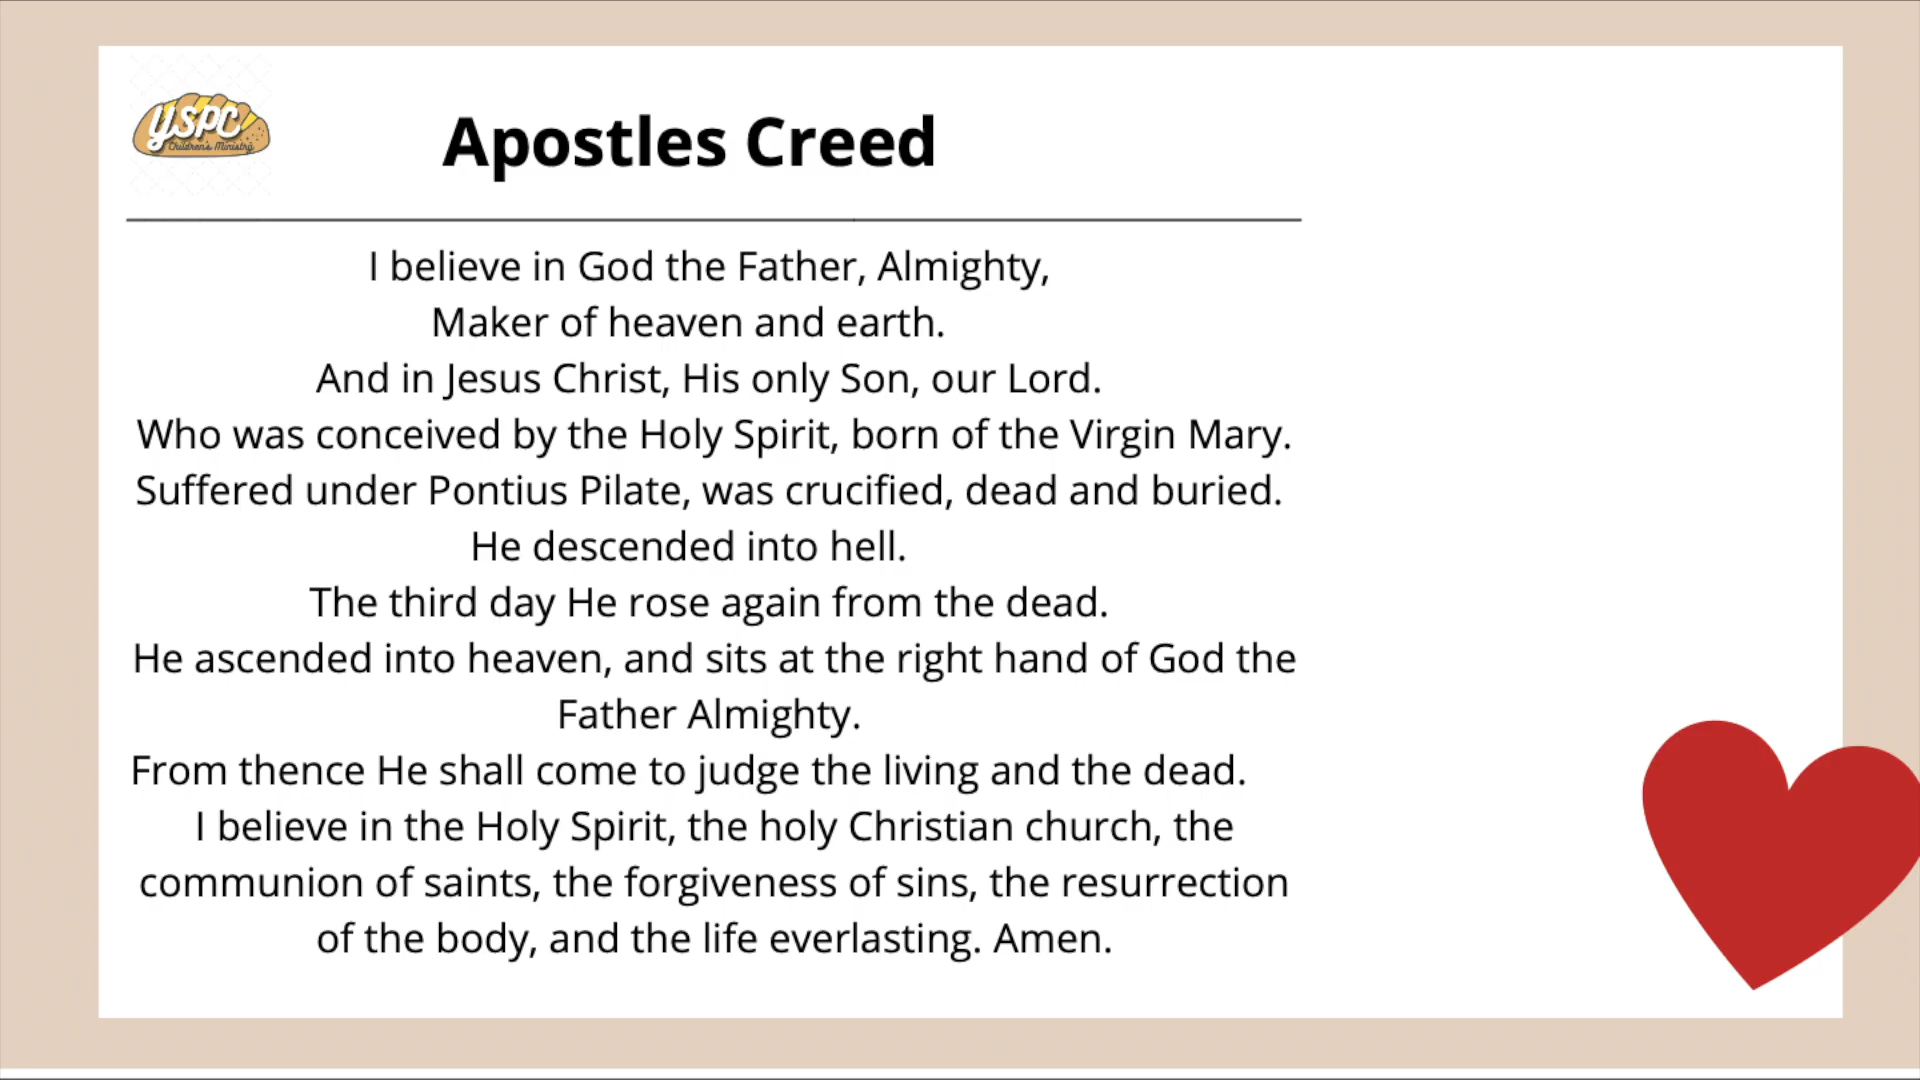 YSPC
Children's Ministry
Apostles Creed
I believe in God the Father, Almighty,
Maker of heaven and earth.
And in Jesus Christ, His only Son, our Lord.
Who was conceived by the Holy Spirit, born of the Virgin Mary.
Suffered under Pontius Pilate, was crucified, dead and buried.
He descended into hell.
The third day He rose again from the dead.
He ascended into heaven, and sits at the right hand of God the
Father Almighty.
From thence He shall come to judge the living and the dead.
I believe in the Holy Spirit, the holy Christian church, the
communion of saints, the forgiveness of sins, the resurrection
of the body, and the life everlasting. Amen.